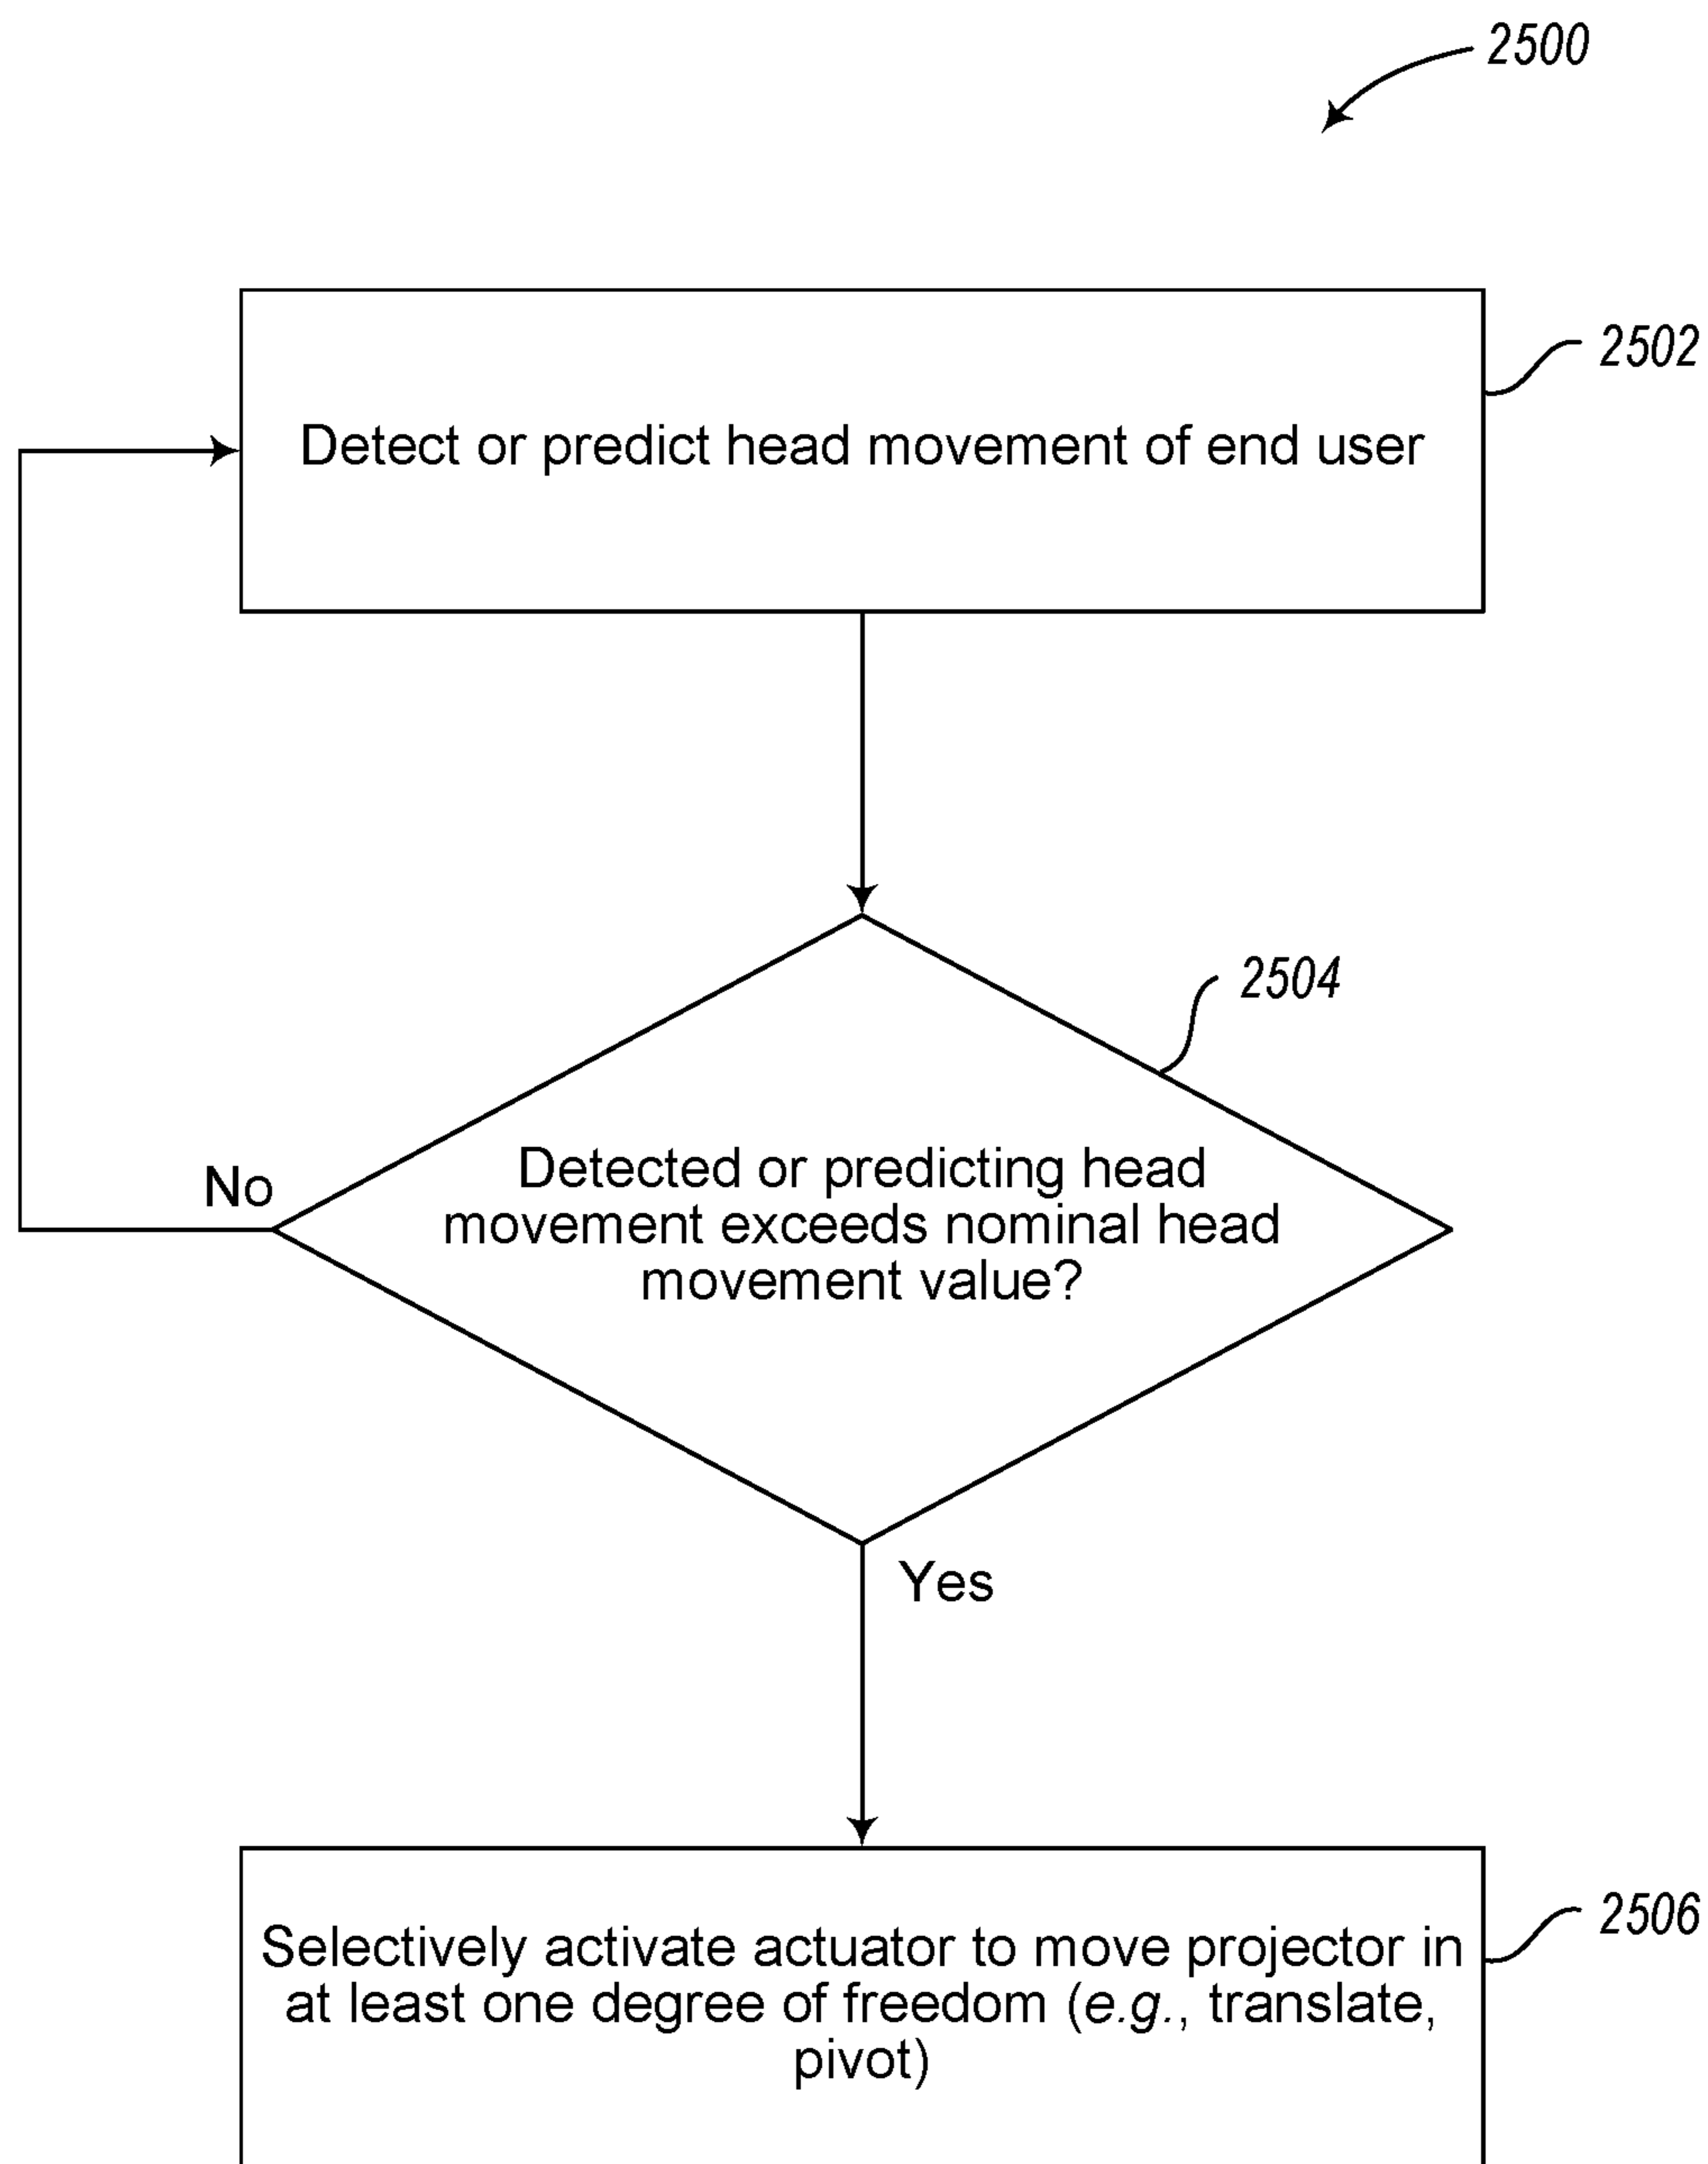 2500
2502
Detect or predict head movement of end user
2504
Detected or predicting head
movement exceeds nominal head
movement value?
No
Yes
2506
Selectively activate actuator to move projector in
at least one degree of freedom (e.g., translate,
pivot)